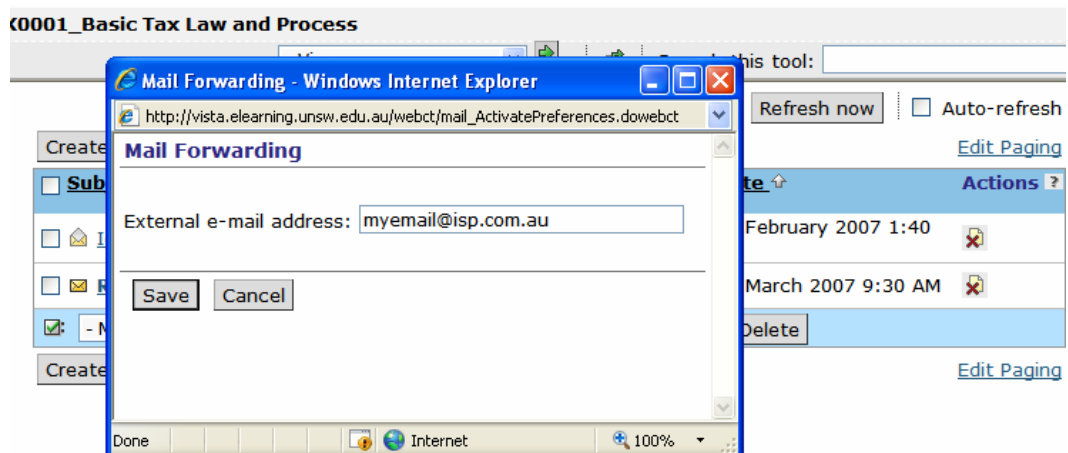 0001_Basic Tax Law and Process
this tool:
Mail Forwarding - Windows Internet Explorer
http://vista.elearning.unsw.edu.au/webct/mail_ActivatePreferences.dowebct
Refresh now Auto-refresh
Create Mail Forwarding Edit Paging
Sub te Actions ?
External e-mail address: myemail@isp.com.au
February 2007 1:40
March 2007 9:30 AM
Save Cancel
Delete
Create Edit Paging
Done Internet 100%